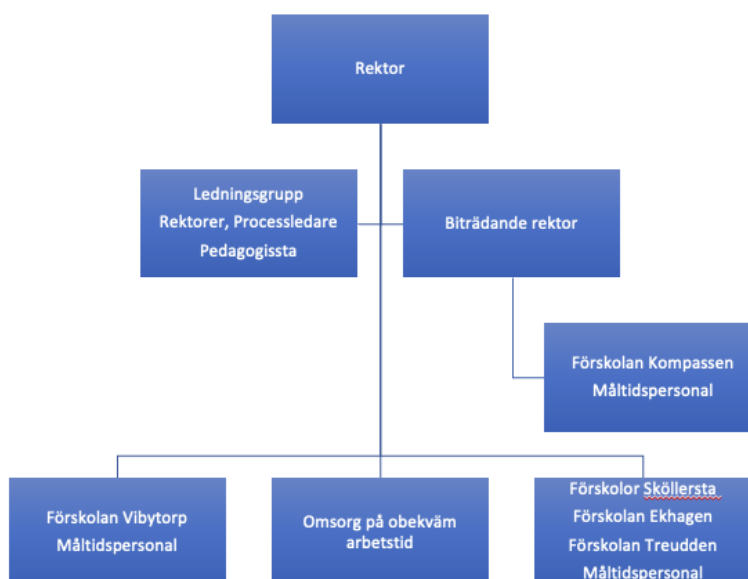 Rektor
Ledningsgrupp
Rektorer, Processledare
Pedagogissta
Biträdande rektor
Förskolan Kompassen
Måltidspersonal
Förskolan Vibytorp
Måltidspersonal
Omsorg på obekväm
arbetstid
Förskolor Sköllersta
Förskolan Ekhagen
Förskolan Treudden
Måltidspersonal